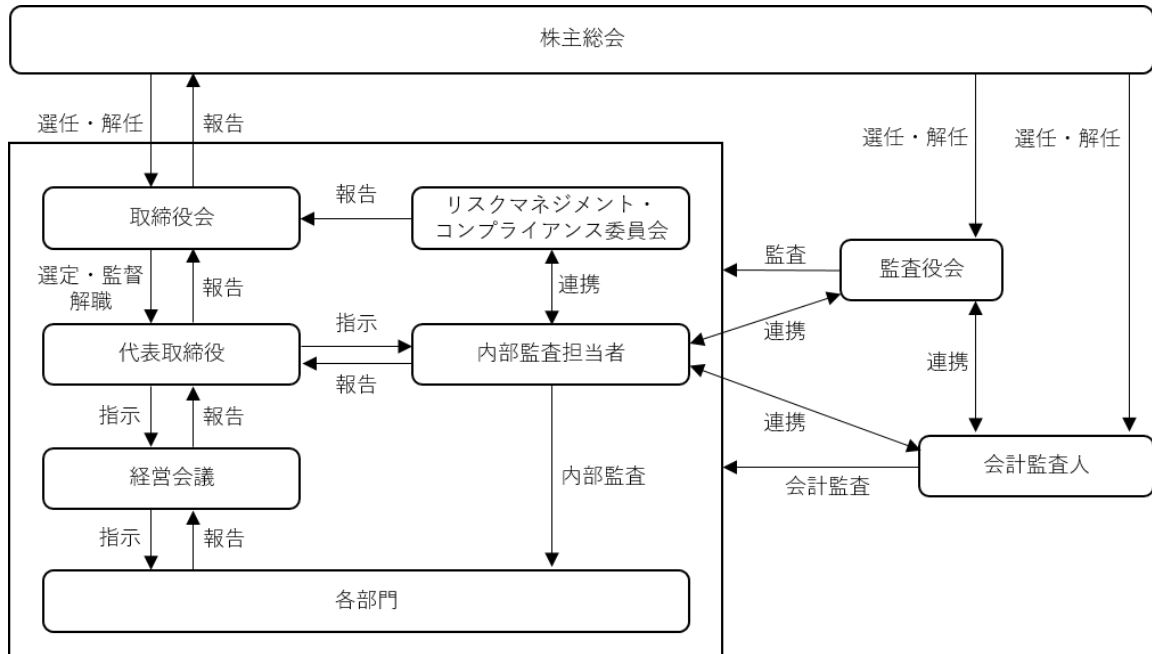 株主総会
選任・解任
報告
選任・解任
選任・解任
取締役会
報告
リスクマネジメント・
コンプライアンス委員会
監査
監査役会
選定・監督
解職
報告
連携
代表取締役
指示
報告
内部監査担当者
連携
連携
指示
報告
連携
経営会議
内部監査
会計監査
会計監査人
指示
報告
各部門